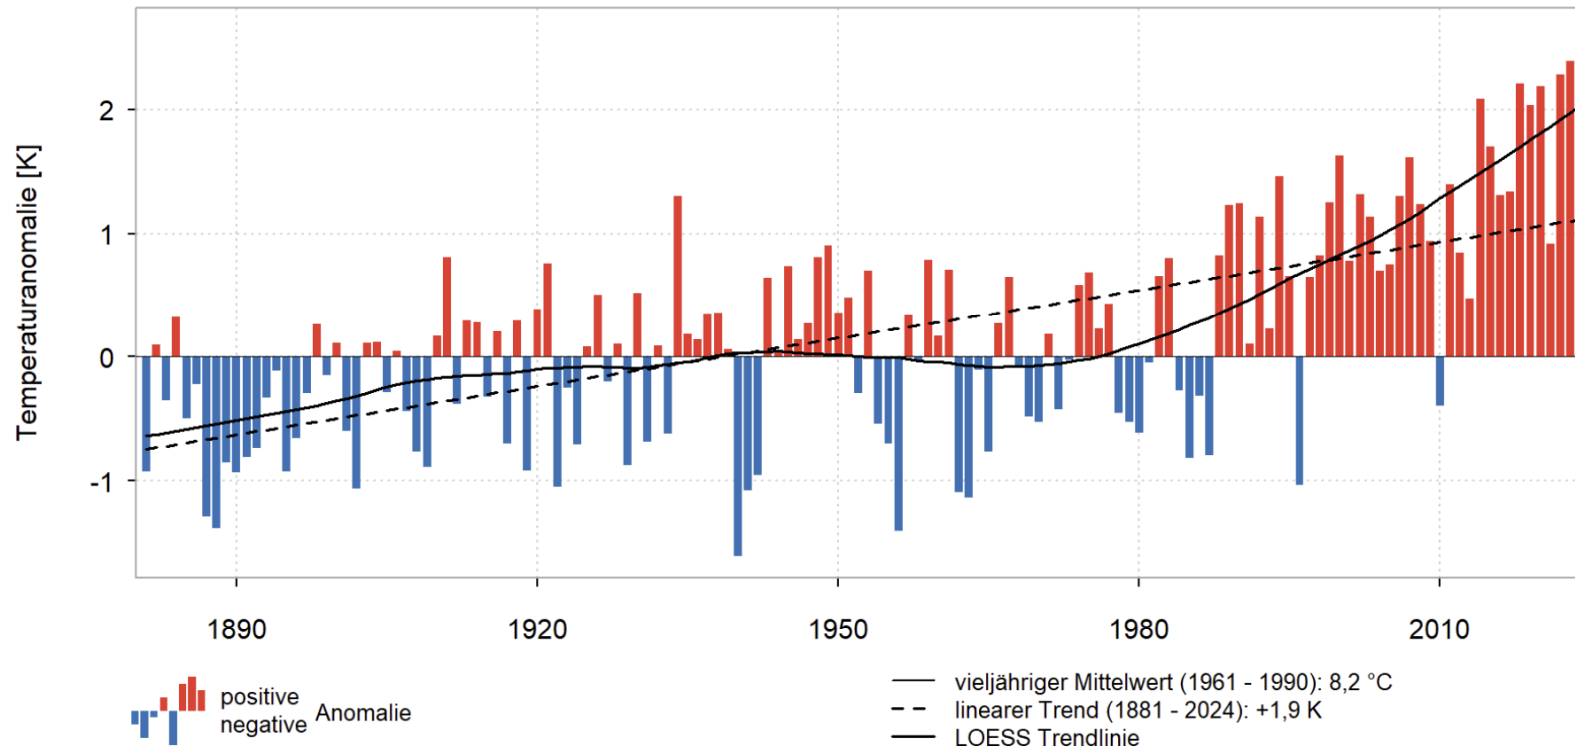 Temperaturanomalie [K]
2
1
0
-1
1890 1920 1950 1980 2010
positive
negative Anomalie
vieljähriger Mittelwert (1961 - 1990): 8,2 °C
linearer Trend (1881 - 2024): +1,9 K
LOESS Trendlinie